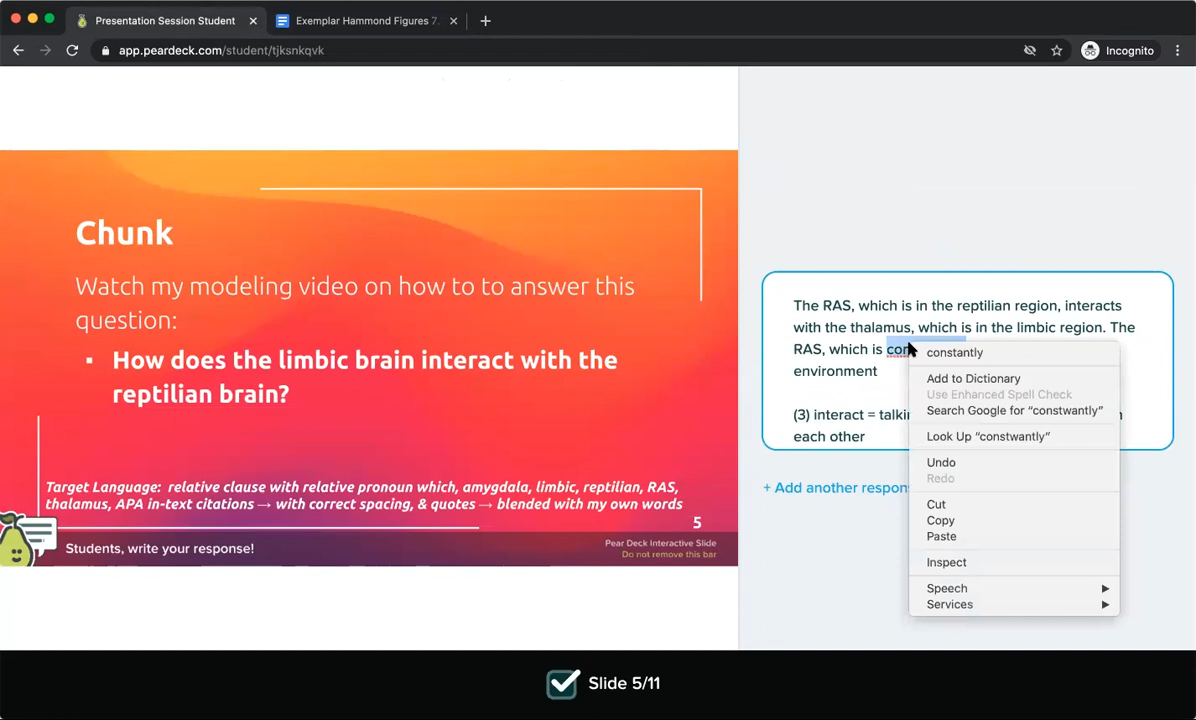 Presentation Session Student
Exemplar Hammond Figures 7.
app.peardeck.com/student/tjksnkqvk
Incognito
Chunk
Watch my modeling video on how to to answer this
question:
▪ How does the limbic brain interact with the
reptilian brain?
Target Language: relative clause with relative pronoun which, amygdala, limbic, reptilian, RAS,
thalamus, APA in-text citations → with correct spacing, & quotes → blended with my own words
5
Students, write your response!
Pear Deck Interactive Slide
Do not remove this bar
The RAS, which is in the reptilian region, interacts
with the thalamus, which is in the limbic region. The
RAS, which is
environment
(3) interact =
each other
+ Add another
constantly
Add to Dictionary
Use Enhanced Spell Check
Search Google for “constwantly”
Look Up “constwantly”
Undo
Redo
Cut
Copy
Paste
Inspect
Speech
Services
Slide 5/11